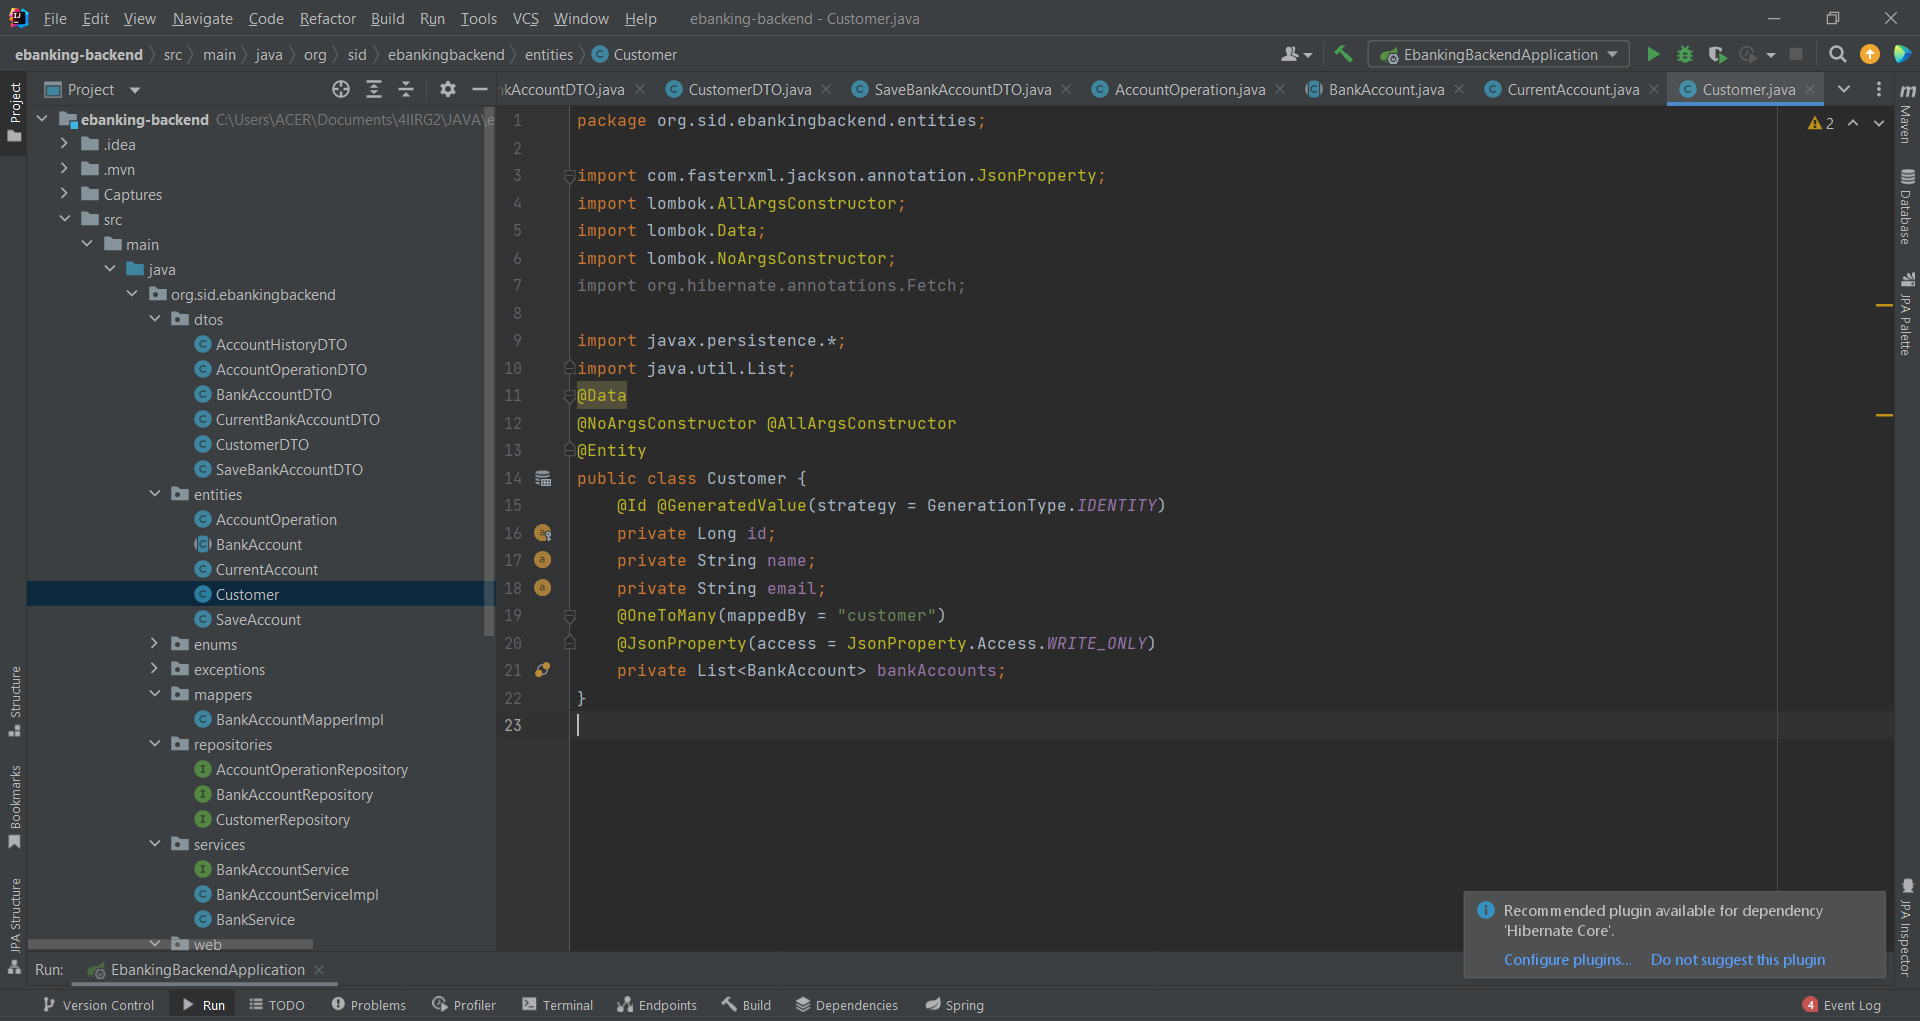 File Edit View Navigate Code Refactor Build Run Tools VCS Window Help ebanking-backend - Customer.java
ebanking-backend src main java org sid ebankingbackend entities Customer
EbankingBackendApplication
Project
nkAccountDTO.java CustomerDTO.java SaveBankAccountDTO.java AccountOperation.java BankAccount.java CurrentAccount.java Customer.java
Project
Structure
Bookmarks
JPA Structure
ebanking-backend C:\Users\ACER\Documents\4IIRG2\JAVA\e
.idea
.mvn
Captures
src
main
java
org.sid.ebankingbackend
dtos
AccountHistoryDTO
AccountOperationDTO
BankAccountDTO
CurrentBankAccountDTO
CustomerDTO
SaveBankAccountDTO
entities
AccountOperation
BankAccount
CurrentAccount
Customer
SaveAccount
enums
exceptions
mappers
BankAccountMapperImpl
repositories
AccountOperationRepository
BankAccountRepository
CustomerRepository
services
BankAccountService
BankAccountServiceImpl
BankService
web
1 package org.sid.ebankingbackend.entities;
2
3 import com.fasterxml.jackson.annotation.JsonProperty;
4 import lombok.AllArgsConstructor;
5 import lombok.Data;
6 import lombok.NoArgsConstructor;
7 import org.hibernate.annotations.Fetch;
8
9 import javax.persistence.*;
10 import java.util.List;
11 @Data
12 @NoArgsConstructor @AllArgsConstructor
13 @Entity
14 public class Customer {
15 @Id @GeneratedValue(strategy = GenerationType.IDENTITY)
16 private Long id;
17 private String name;
18 private String email;
19 @OneToMany(mappedBy = "customer")
20 @JsonProperty(access = JsonProperty.Access.WRITE_ONLY)
21 private List<BankAccount> bankAccounts;
22 }
23
2
Maven
Database
JPA Palette
JPA Inspector
Recommended plugin available for dependency
'Hibernate Core'.
Configure plugins... Do not suggest this plugin
Run: EbankingBackendApplication
Version Control Run TODO Problems Profiler Terminal Endpoints Build Dependencies Spring 4 Event Log